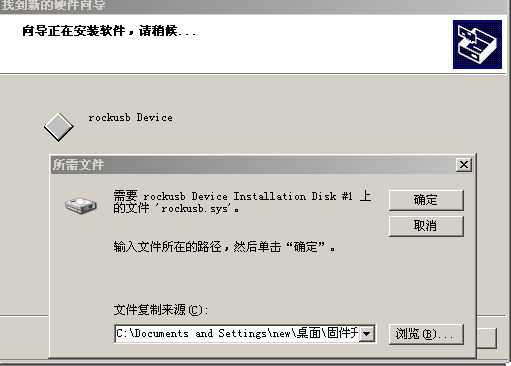 找到新的硬件向导
向导正在安装软件，请稍候...
rockusb Device
所需文件
需要 rockusb Device Installation Disk #1 上
的文件 'rockusb.sys'。
确定
取消
输入文件所在的路径，然后单击“确定”。
文件复制来源(C):
C:\Documents and Settings\new\桌面\固件升
浏览(B)...